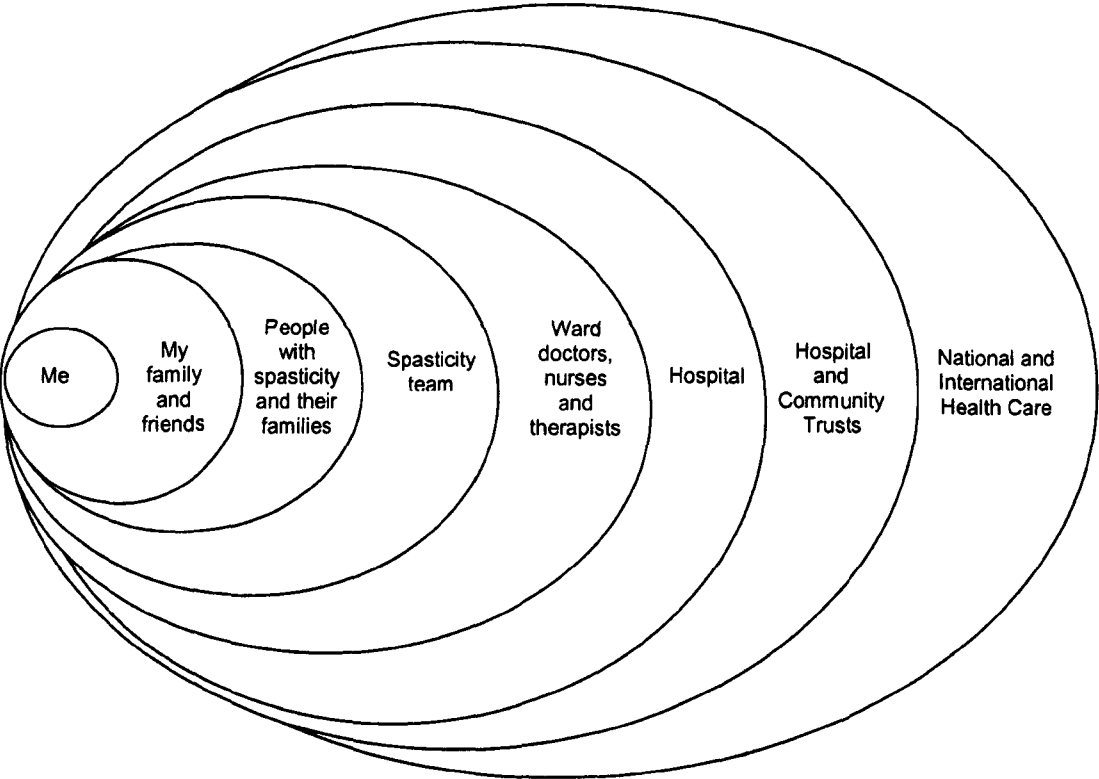 Me
My
family
and
friends
People
with
spasticity
and their
families
Spasticity
team
Ward
doctors,
nurses
and
therapists
Hospital
Hospital
and
Community
Trusts
National and
International
Health Care